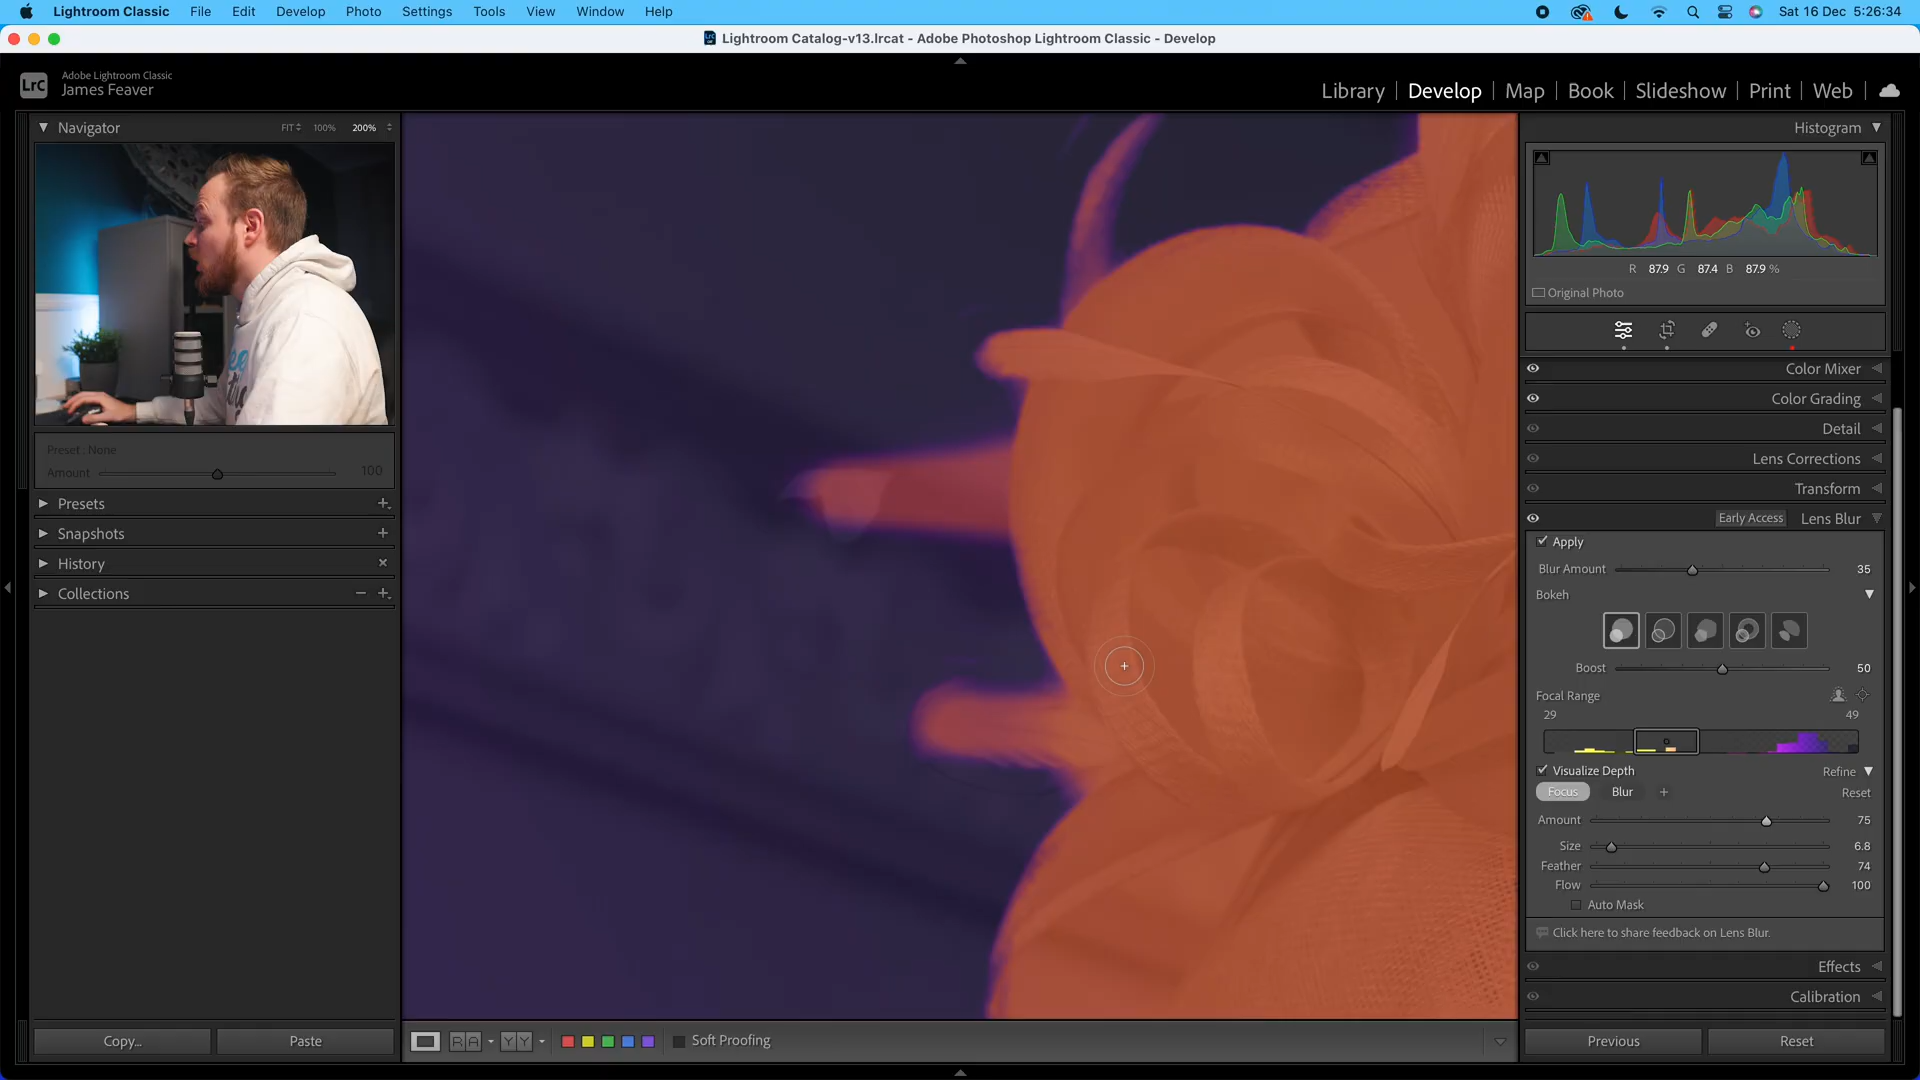 Lightroom Classic File Edit Develop Photo Settings Tools View Window Help Sat 16 Dec 5:26:34
Lightroom Catalog-v13.lrcat - Adobe Photoshop Lightroom Classic - Develop
LrC
Adobe Lightroom Classic
James Feaver
Library | Develop | Map | Book | Slideshow | Print | Web
Navigator FIT 100% 200%
Preset : None
Amount 100
Presets
Snapshots
History
Collections
Copy... Paste
R A Y Y Soft Proofing
Histogram
R 87.9 G 87.4 B 87.9 %
Original Photo
Color Mixer
Color Grading
Detail
Lens Corrections
Transform
Early Access Lens Blur
Apply
Blur Amount 35
Bokeh
Boost 50
Focal Range
29 49
Visualize Depth Refine
Focus Blur + Reset
Amount 75
Size 6.8
Feather 74
Flow 100
Auto Mask
Click here to share feedback on Lens Blur.
Effects
Calibration
Previous Reset